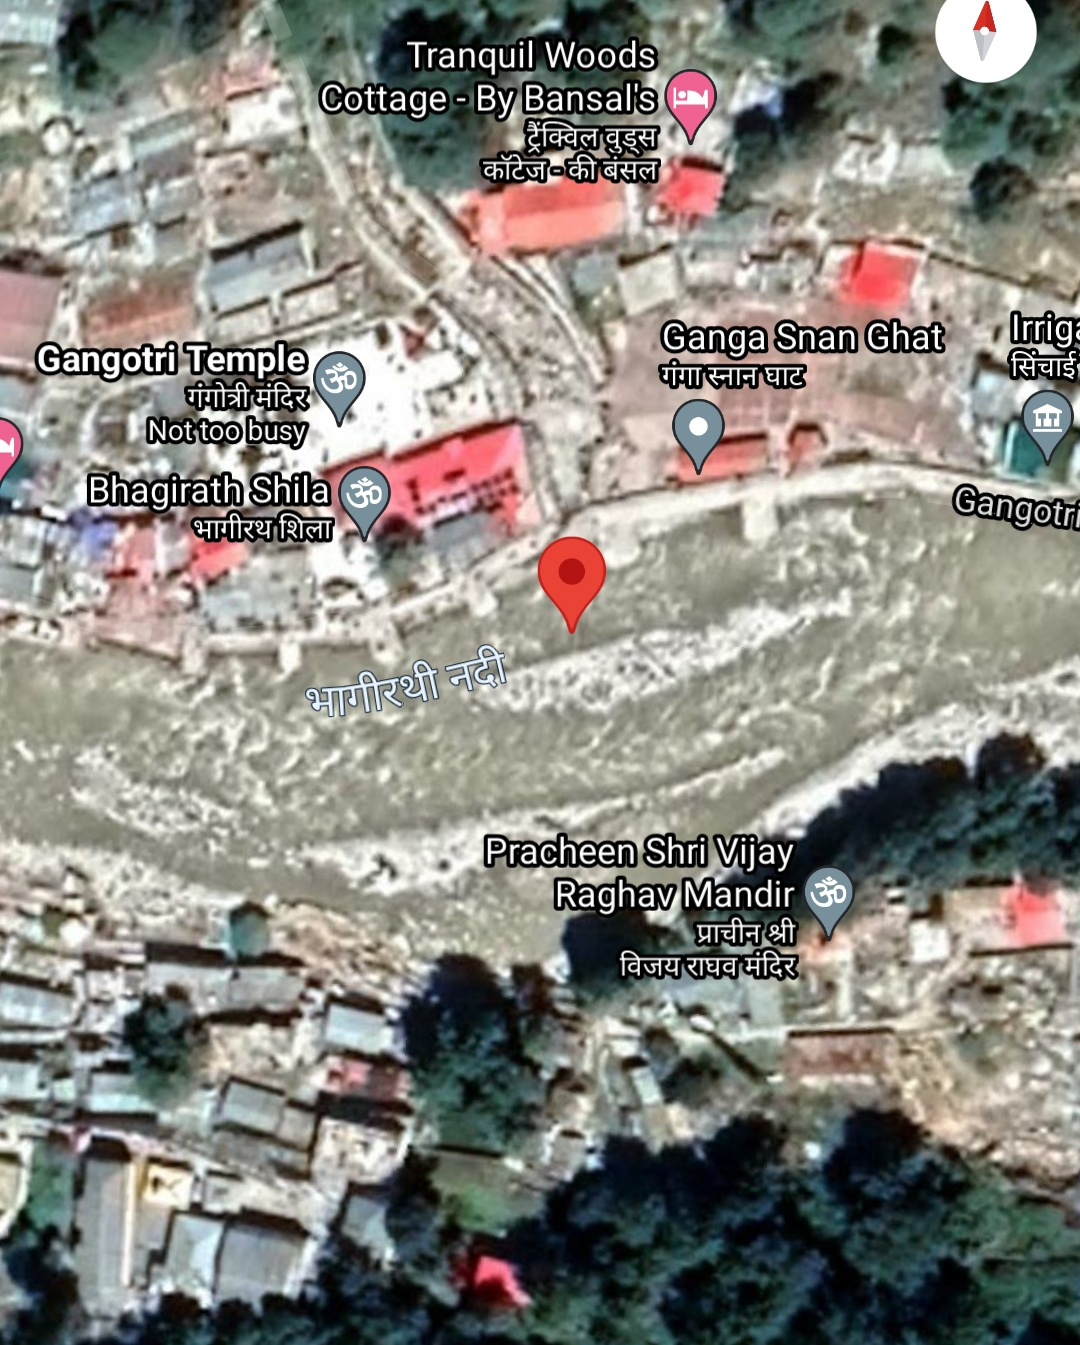 Tranquil Woods
Cottage - By Bansal's
ट्रैंक्विल वुड्स
कॉटेज - की बंसल
Ganga Snan Ghat
गंगा स्नान घाट
Irriga
सिंचाई
Gangotri Temple
गंगोत्री मंदिर
Not too busy
Bhagirath Shila
भागीरथ शिला
Gangotri
भागीरथी नदी
Pracheen Shri Vijay
Raghav Mandir
प्राचीन श्री
विजय राघव मंदिर